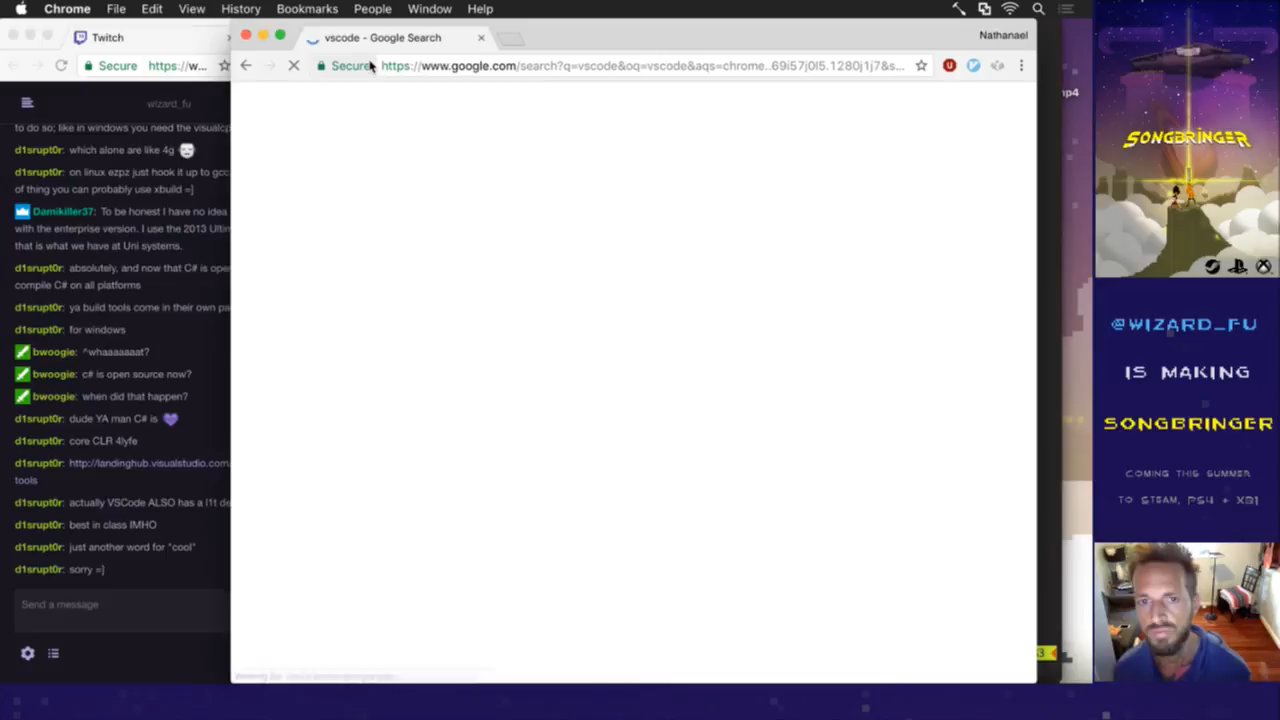 Chrome File Edit View History Bookmarks People Window Help
Twitch
vscode - Google Search
Nathanael
Secure https://w...
Secure https://www.google.com/search?q=vscode&oq=vscode&aqs=chrome..69i57j0l5.1280j1j7&s...
wizard_fu
to do so; like in windows you need the visualcp
d1srupt0r: which alone are like 4g
d1srupt0r: on linux ezpz just hook it up to gcc
of thing you can probably use xbuild =]
Damikiller37: To be honest I have no idea
with the enterprise version. I use the 2013 Ulti
that is what we have at Uni systems.
d1srupt0r: absolutely, and now that C# is ope
compile C# on all platforms
d1srupt0r: ya build tools come in their own pa
d1srupt0r: for windows
bwoogie: ^whaaaaaaat?
bwoogie: c# is open source now?
bwoogie: when did that happen?
d1srupt0r: dude YA man C# is
d1srupt0r: core CLR 4lyfe
d1srupt0r: http://landinghub.visualstudio.com
tools
d1srupt0r: actually VSCode ALSO has a l1t de
d1srupt0r: best in class IMHO
d1srupt0r: just another word for "cool"
d1srupt0r: sorry =]
Send a message
mp4
SONGBRINGER
@WIZARD_FU
IS MAKING
SONGBRINGER
COMING THIS SUMMER
TO STEAM, PS4 + XB1